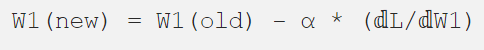 W1(new) = W1(old) - α * (ⅆL/ⅆW1)